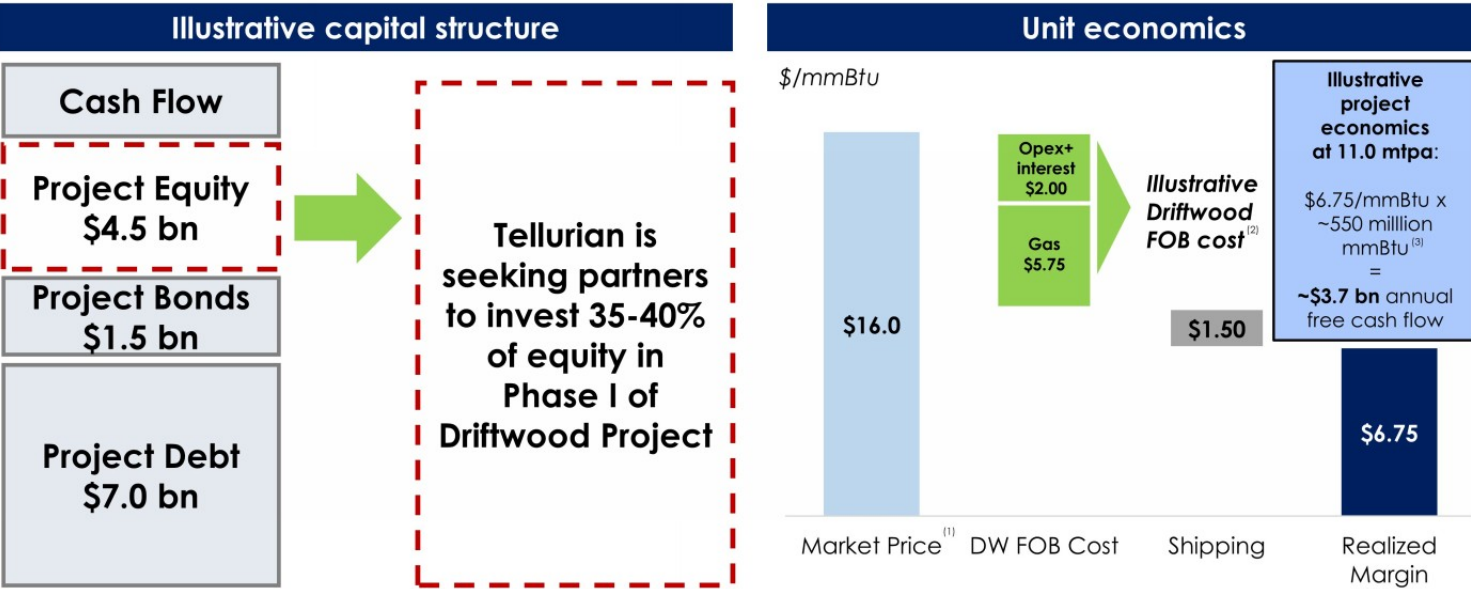 Illustrative capital structure
Cash Flow
Project Equity
$4.5 bn
Project Bonds
$1.5 bn
Project Debt
$7.0 bn
Tellurian is
seeking partners
to invest 35-40%
of equity in
Phase I of
Driftwood Project
Unit economics
$/mmBtu
$16.0
Opex+
interest
$2.00
Gas
$5.75
Illustrative
Driftwood
FOB cost(2)
$1.50
Illustrative
project
economics
at 11.0 mtpa:
$6.75/mmBtu x
~550 milllion
mmBtu(3)
=
~$3.7 bn annual
free cash flow
$6.75
Market Price(1)
DW FOB Cost
Shipping
Realized
Margin